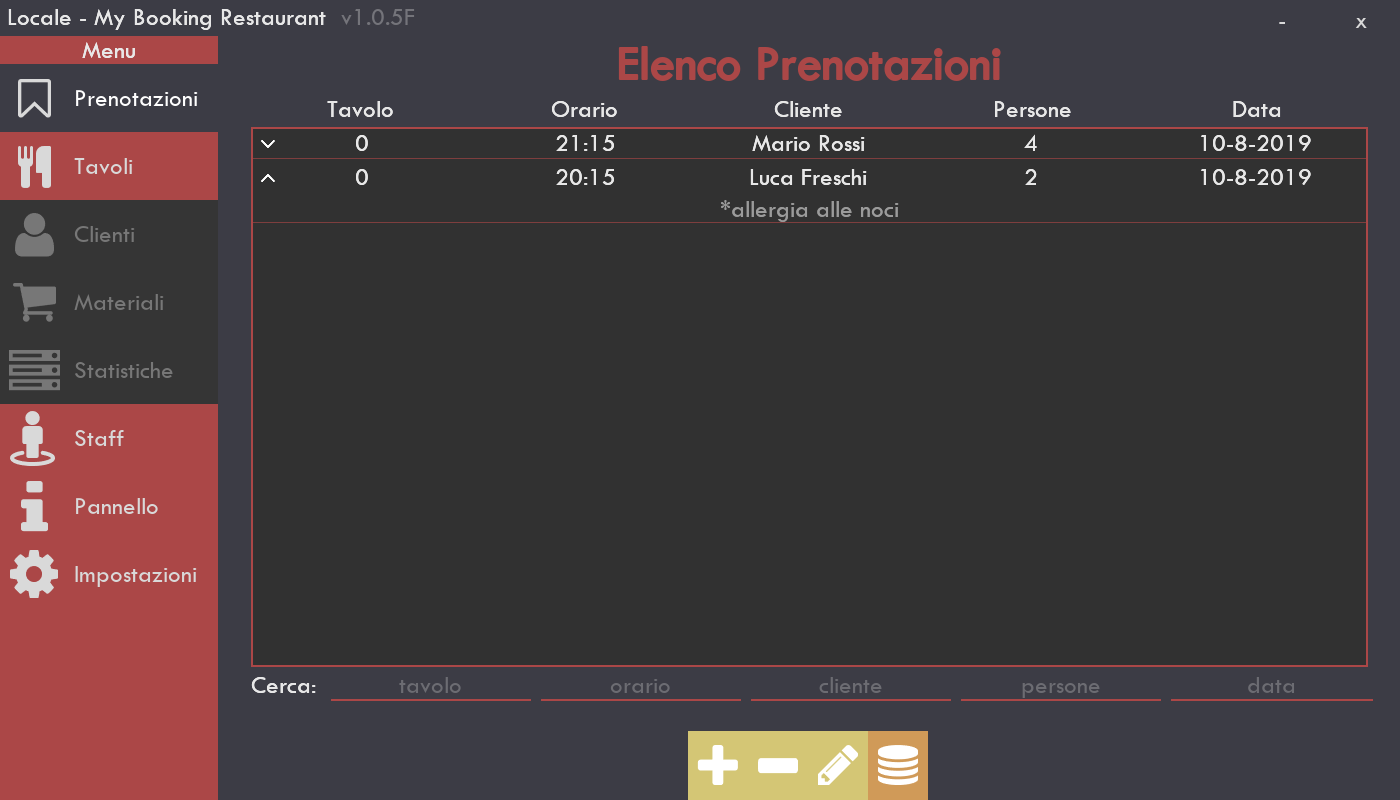 Locale - My Booking Restaurant v1.0.5F - x
Menu
Prenotazioni
Tavoli
Clienti
Materiali
Statistiche
Staff
Pannello
Impostazioni
Elenco Prenotazioni
Tavolo Orario Cliente Persone Data
0 21:15 Mario Rossi 4 10-8-2019
0 20:15 Luca Freschi 2 10-8-2019
*allergia alle noci
Cerca: tavolo orario cliente persone data